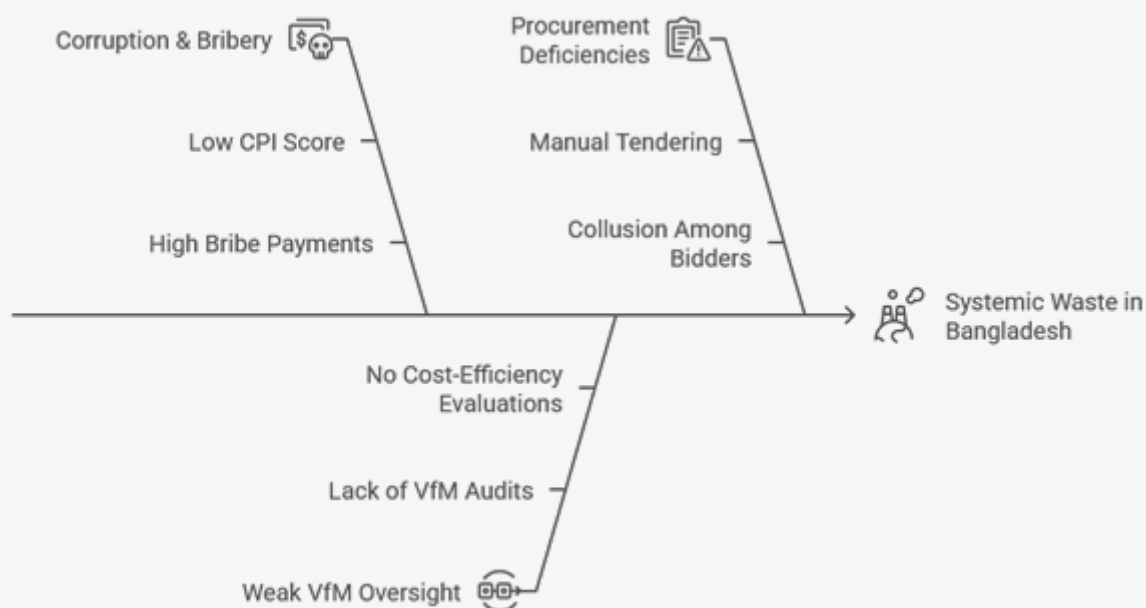 Corruption & Bribery
Procurement
Deficiencies
Low CPI Score
Manual Tendering
High Bribe Payments
Collusion Among
Bidders
Systemic Waste in
Bangladesh
No Cost-Efficiency
Evaluations
Lack of VfM Audits
Weak VfM Oversight